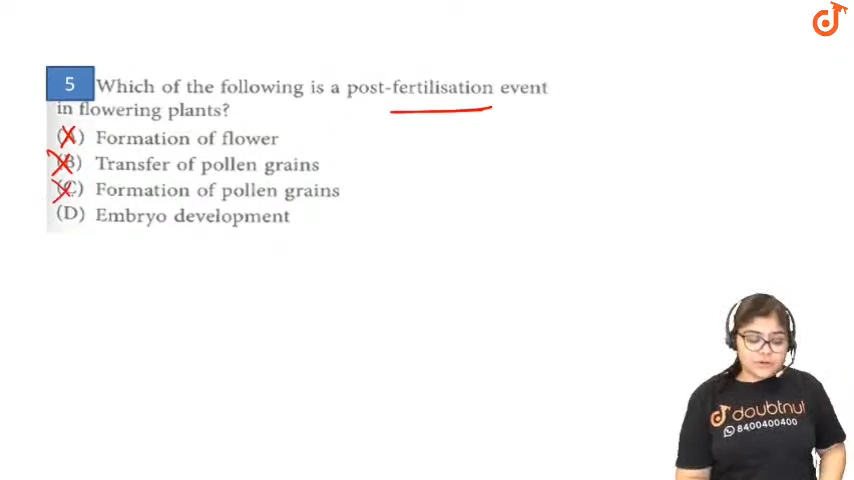 5 Which of the following is a post-fertilisation event
in flowering plants?
(A) Formation of flower
(B) Transfer of pollen grains
(C) Formation of pollen grains
(D) Embryo development
doubtnut
8400400400